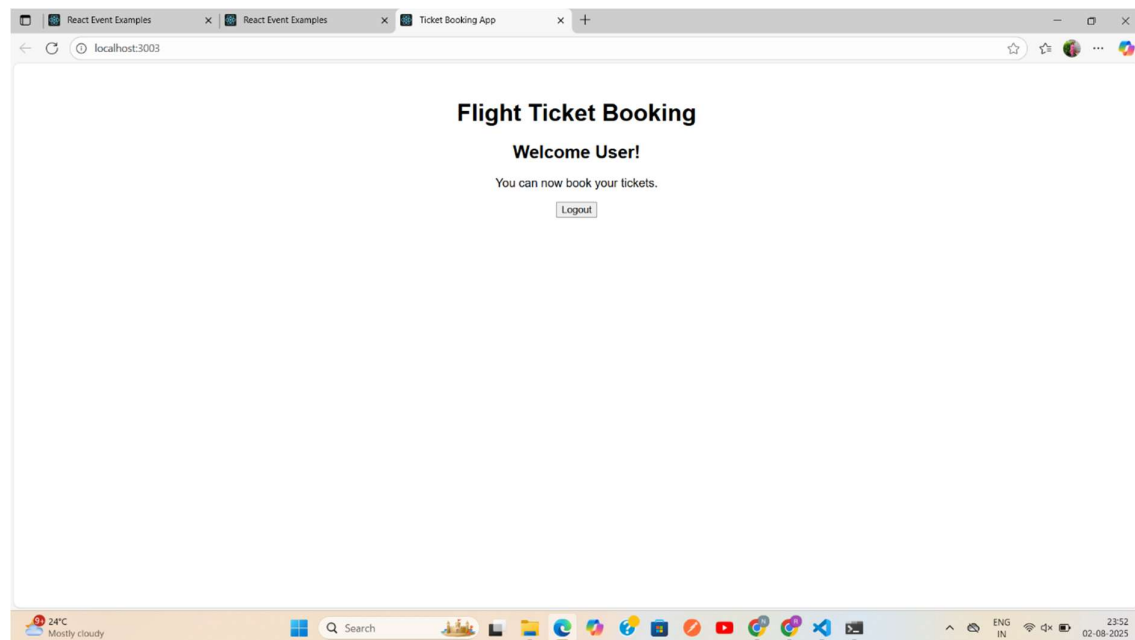 React Event Examples
React Event Examples
Ticket Booking App
localhost:3003
Flight Ticket Booking
Welcome User!
You can now book your tickets.
Logout
9+
24°C
Mostly cloudy
Search
ENG
IN
23:52
02-08-2025